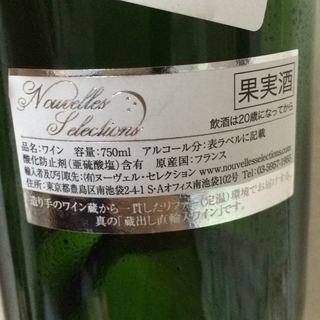 Nouvelles
Selections
果実酒
飲酒は20歳になってから
品名:ワイン 容量:750ml アルコール分:表ラベルに記載
酸化防止剤(亜硫酸塩)含有 原産国:フランス
輸入者及び引取先:(有)ヌーヴェル・セレクション www.nouvellesselections.com
住所:東京都豊島区南池袋2-4-1 S・Aオフィス南池袋102号
造り手のワイン蔵から一貫したリーファー(定温)環境でお届けする
真の「蔵出し直輸入ワイン」です。